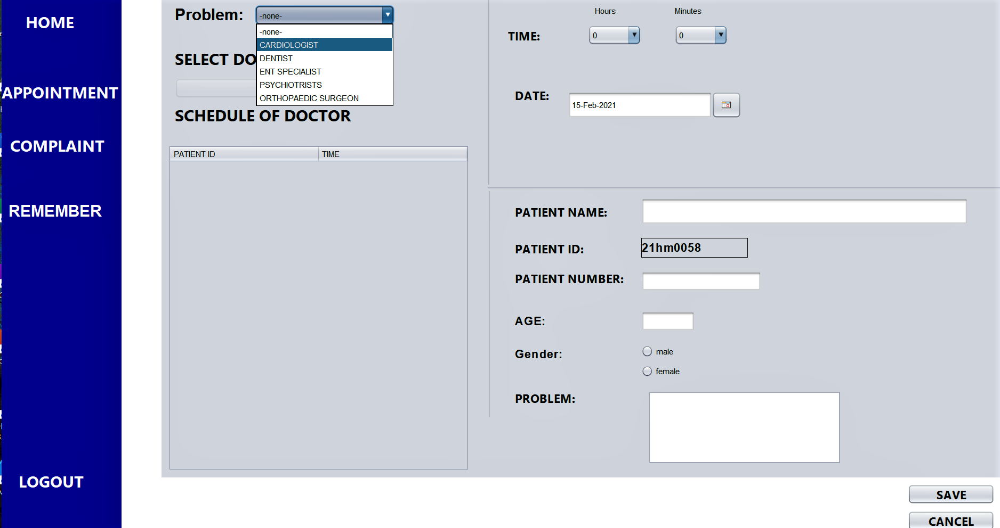 HOME
APPOINTMENT
COMPLAINT
REMEMBER
LOGOUT
Problem:
-none-
-none-
CARDIOLOGIST
DENTIST
ENT SPECIALIST
PSYCHIOTRISTS
ORTHOPAEDIC SURGEON
SELECT DO
SCHEDULE OF DOCTOR
PATIENT ID TIME
Hours Minutes
TIME: 0 0
DATE: 15-Feb-2021
PATIENT NAME:
PATIENT ID: 21hm0058
PATIENT NUMBER:
AGE:
Gender: male
female
PROBLEM:
SAVE
CANCEL